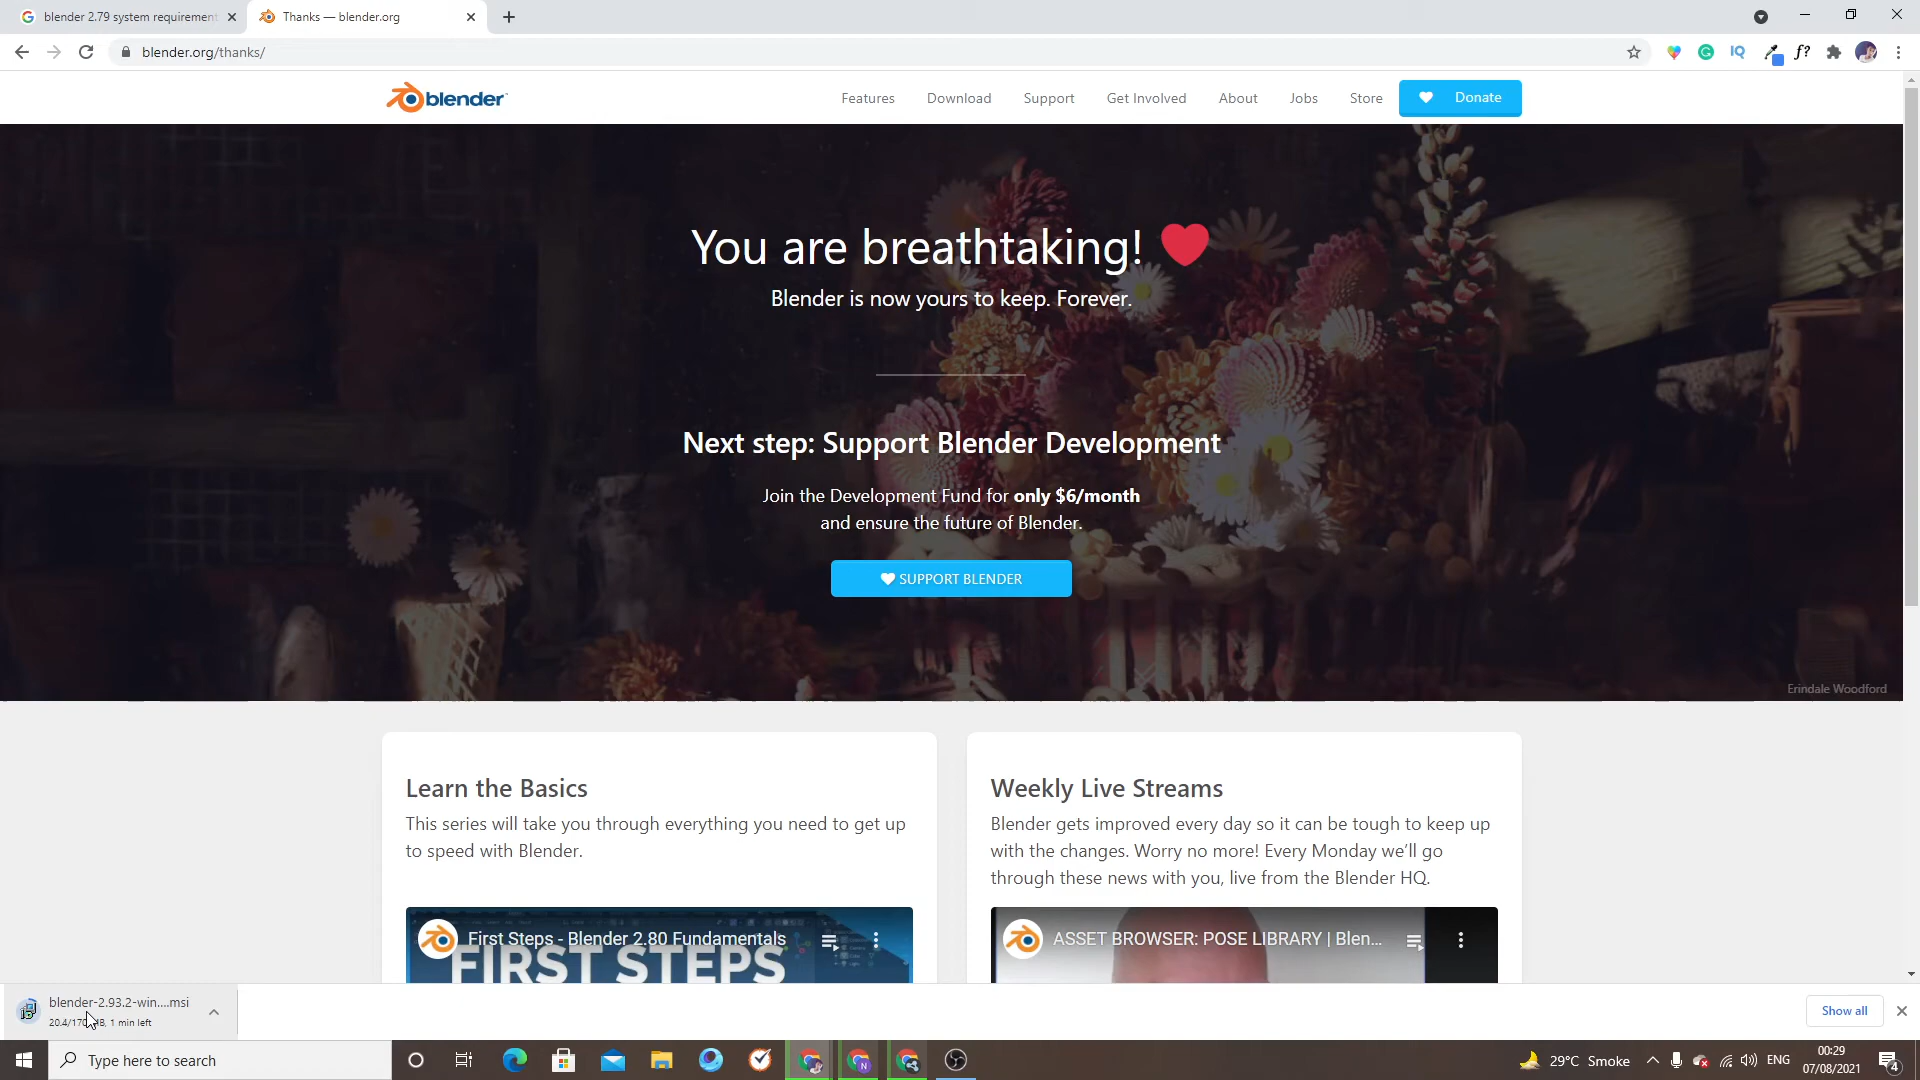 blender 2.79 system requirement
Thanks — blender.org
blender.org/thanks/
IQ
f?
blender
Features
Download
Support
Get Involved
About
Jobs
Store
Donate
You are breathtaking!
Blender is now yours to keep. Forever.
Next step: Support Blender Development
Join the Development Fund for only $6/month
and ensure the future of Blender.
SUPPORT BLENDER
Erindale Woodford
Learn the Basics
This series will take you through everything you need to get up
to speed with Blender.
First Steps - Blender 2.80 Fundamentals
FIRST STEPS
Weekly Live Streams
Blender gets improved every day so it can be tough to keep up
with the changes. Worry no more! Every Monday we’ll go
through these news with you, live from the Blender HQ.
ASSET BROWSER: POSE LIBRARY | Blen...
blender-2.93.2-win....msi
20.4/170 MB, 1 min left
Show all
Type here to search
N
29°C Smoke
ENG
00:29
07/08/2021
4